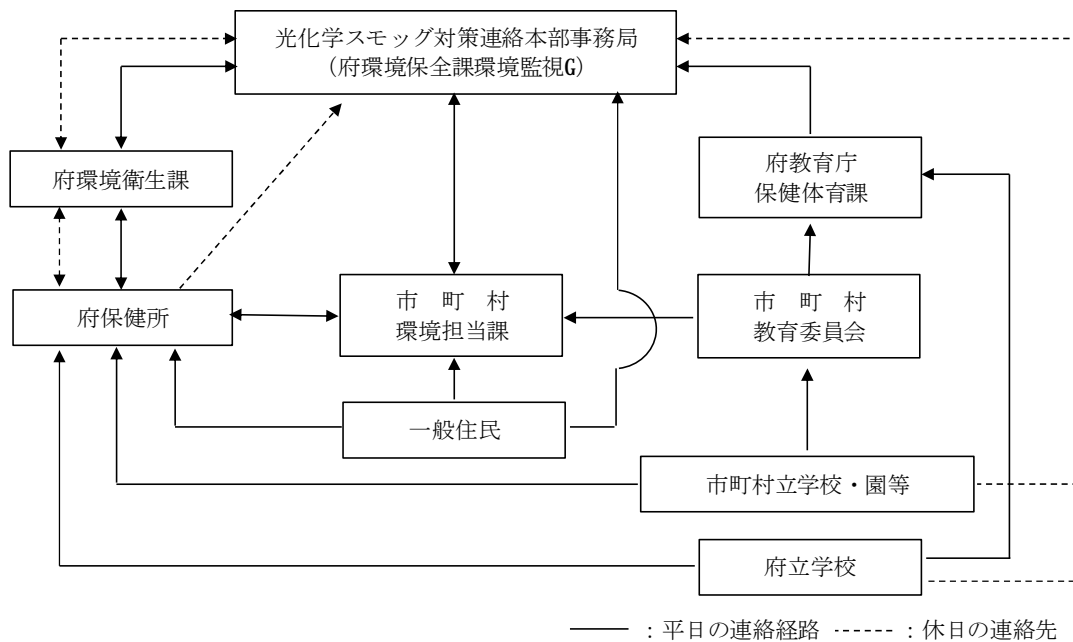 光化学スモッグ対策連絡本部事務局
（府環境保全課環境監視G）
府環境衛生課
府教育庁
保健体育課
府保健所
市　町　村
環境担当課
市　町　村
教育委員会
一般住民
市町村立学校・園等
府立学校
：平日の連絡経路
：休日の連絡先